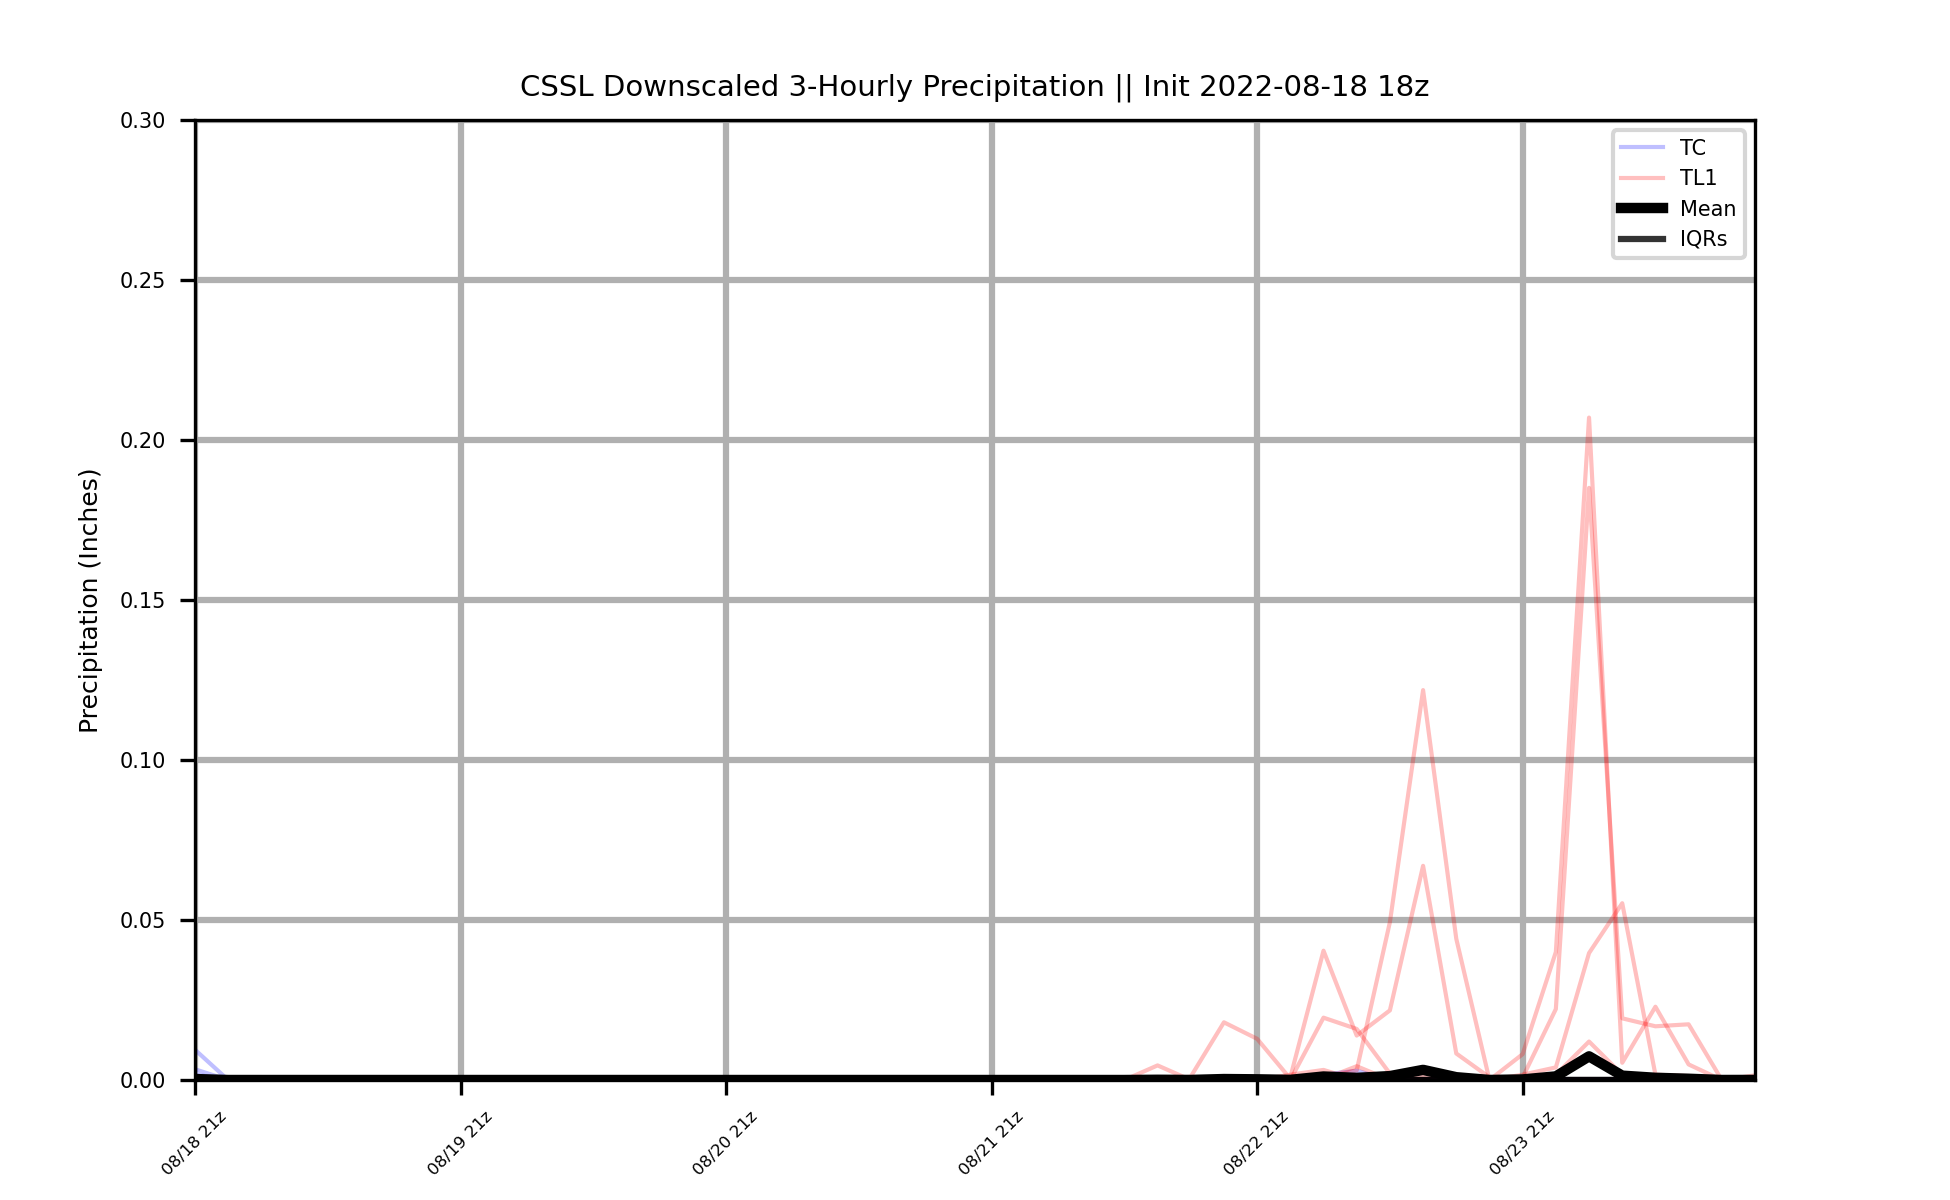 CSSL Downscaled 3-Hourly Precipitation || Init 2022-08-18 18z
0.30
0.25
0.20
0.15
0.10
0.05
0.00
Precipitation (Inches)
TC
TL1
Mean
IQRs
08/18 21z
08/19 21z
08/20 21z
08/21 21z
08/22 21z
08/23 21z